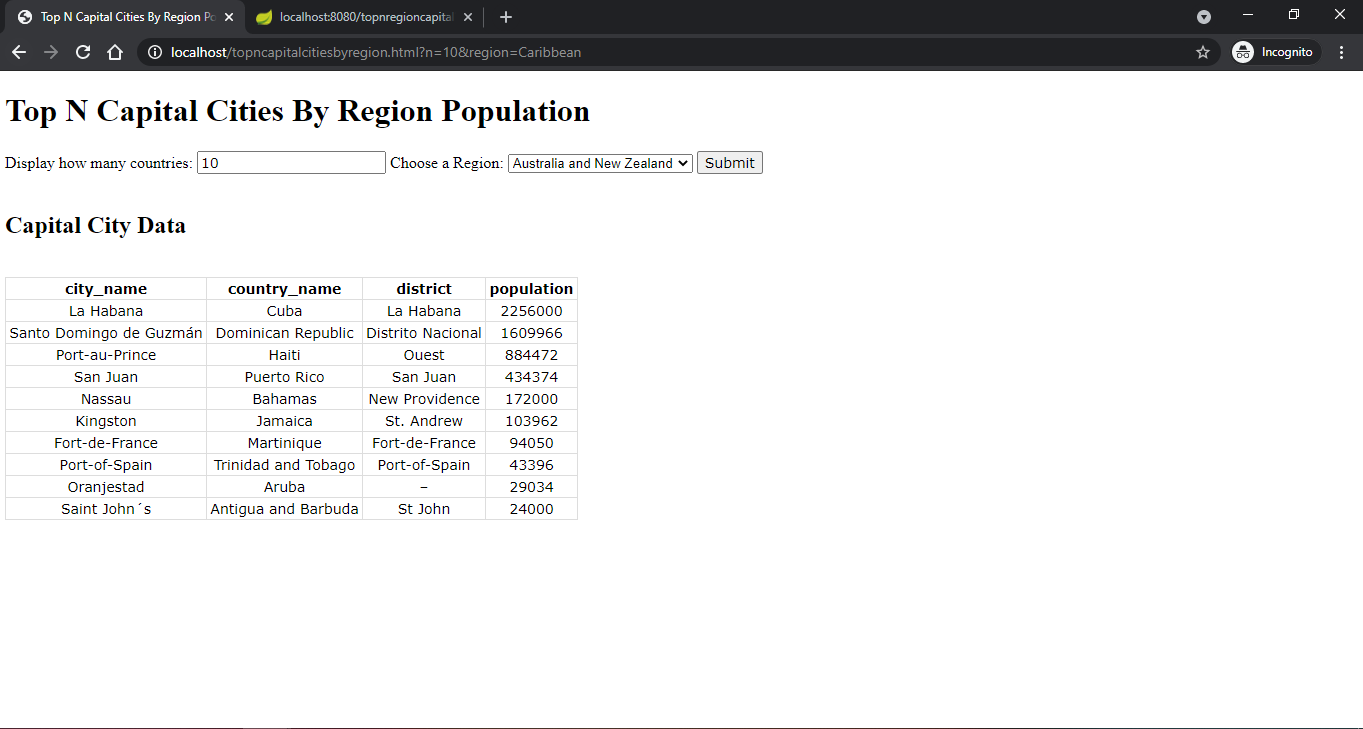 Top N Capital Cities By Region Po
localhost:8080/topnregioncapital
localhost/topncapitalcitiesbyregion.html?n=10&region=Caribbean
Incognito
Top N Capital Cities By Region Population
Display how many countries: 10 Choose a Region: Australia and New Zealand Submit
Capital City Data
city_name country_name district population
La Habana Cuba La Habana 2256000
Santo Domingo de Guzmán Dominican Republic Distrito Nacional 1609966
Port-au-Prince Haiti Ouest 884472
San Juan Puerto Rico San Juan 434374
Nassau Bahamas New Providence 172000
Kingston Jamaica St. Andrew 103962
Fort-de-France Martinique Fort-de-France 94050
Port-of-Spain Trinidad and Tobago Port-of-Spain 43396
Oranjestad Aruba – 29034
Saint John´s Antigua and Barbuda St John 24000